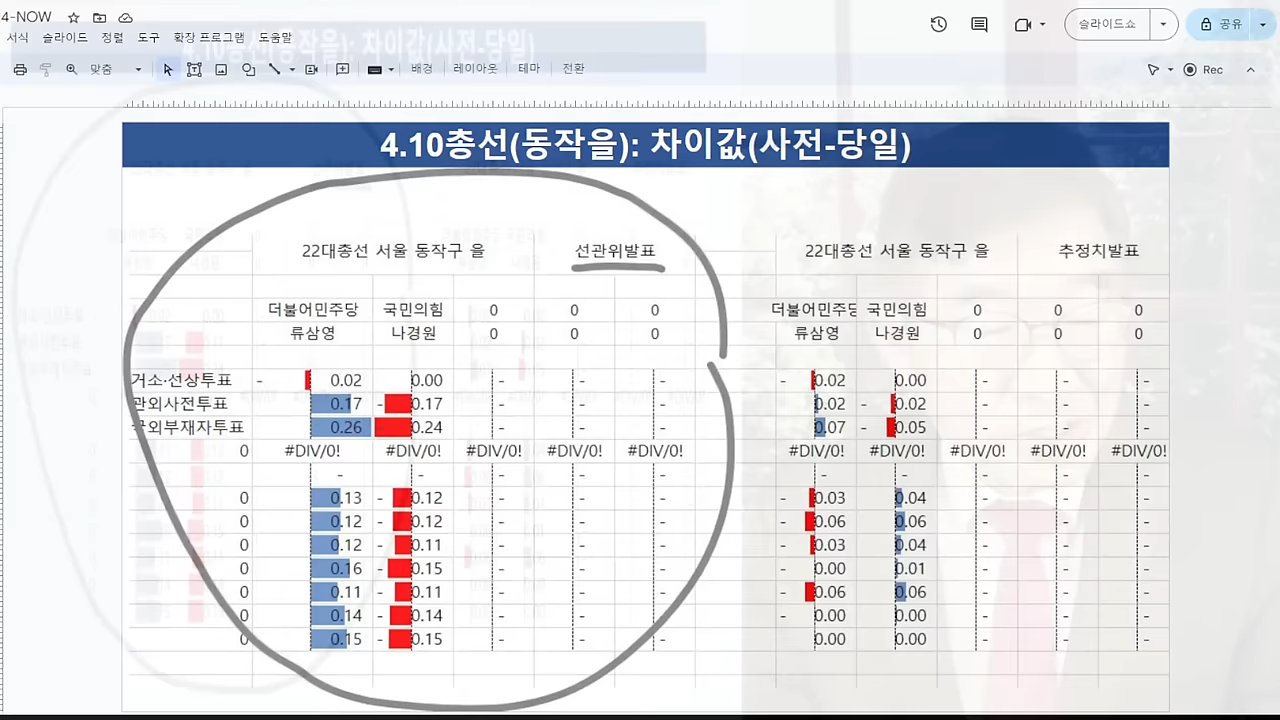 4-NOW
서식 슬라이드 정렬 도구 확장 프로그램 도움말
슬라이드쇼
공유
맞춤
배경 레이아웃 테마 전환
Rec
4.10총선(동작을): 차이값(사전-당일)
22대총선 서울 동작구 을 선관위발표 22대총선 서울 동작구 을 추정치발표
더불어민주당 국민의힘 0 0 0 더불어민주당 국민의힘 0 0 0
류삼영 나경원 0 0 0 류삼영 나경원 0 0 0
거소·선상투표 - 0.02 0.00 - - - - 0.02 0.00 - - -
관외사전투표 0.17 - 0.17 - - - 0.02 - 0.02 - - -
국외부재자투표 0.26 0.24 - - - 0.07 - 0.05 - - -
0 #DIV/0! #DIV/0! #DIV/0! #DIV/0! #DIV/0! #DIV/0! #DIV/0! #DIV/0! #DIV/0! #DIV/0!
- - - - - - - - - -
0 0.13 - 0.12 - - - - 0.03 0.04 - - -
0 0.12 - 0.12 - - - - 0.06 0.06 - - -
0 0.12 - 0.11 - - - - 0.03 0.04 - - -
0 0.16 - 0.15 - - - - 0.00 0.01 - - -
0 0.11 - 0.11 - - - - 0.06 0.06 - - -
0 0.14 - 0.14 - - - - 0.00 0.00 - - -
0 0.15 - 0.15 - - - 0.00 0.00 - - -